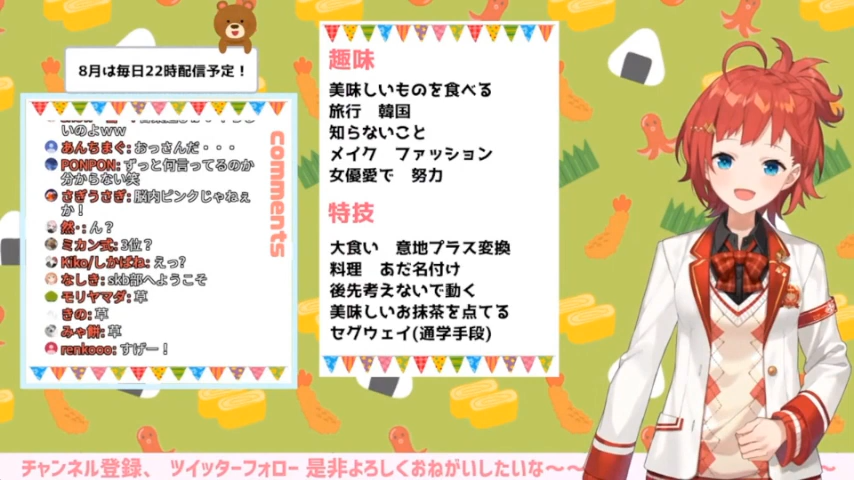 8月は毎日22時配信予定！
いのよww
あんちまぐ: おっさんだ・・・
PONPON: ずっと何言ってるのか
分からない笑
さぎうさぎ: 脳内ピンクじゃねぇ
か！
然・: ん？
ミカン式: 3位？
Kiko/しかばね: えっ?
なしき: skb部へようこそ
モリヤマダ: 草
きの: 草
みゃ餅: 草
renkooo: すげー！
comments
趣味
美味しいものを食べる
旅行　韓国
知らないこと
メイク　ファッション
女優愛で　努力
特技
大食い　意地プラス変換
料理　あだ名付け
後先考えないで動く
美味しいお抹茶を点てる
セグウェイ(通学手段)
チャンネル登録、 ツイッターフォロー 是非よろしくおねがいしたいな〜〜